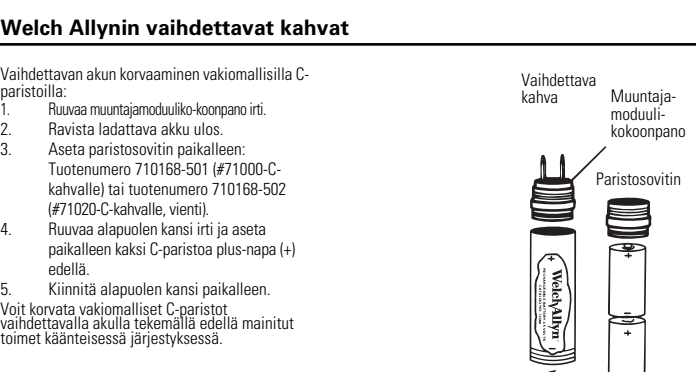 Welch Allynin vaihdettavat kahvat
Vaihdettavan akun korvaaminen vakiomallisilla C-
paristoilla:
1. Ruuvaa muuntajamoduuliko-koonpano irti.
2. Ravista ladattava akku ulos.
3. Aseta paristosovitin paikalleen:
Tuotenumero 710168-501 (#71000-C-
kahvalle) tai tuotenumero 710168-502
(#71020-C-kahvalle, vienti).
4. Ruuvaa alapuolen kansi irti ja aseta
paikalleen kaksi C-paristoa plus-napa (+)
edellä.
5. Kiinnitä alapuolen kansi paikalleen.
Voit korvata vakiomalliset C-paristot
vaihdettavalla akulla tekemällä edellä mainitut
toimet käänteisessä järjestyksessä.
Vaihdettava
kahva
Muuntaja-
moduuli-
kokoonpano
Paristosovitin
+ WelchAllyn –
+
–
+